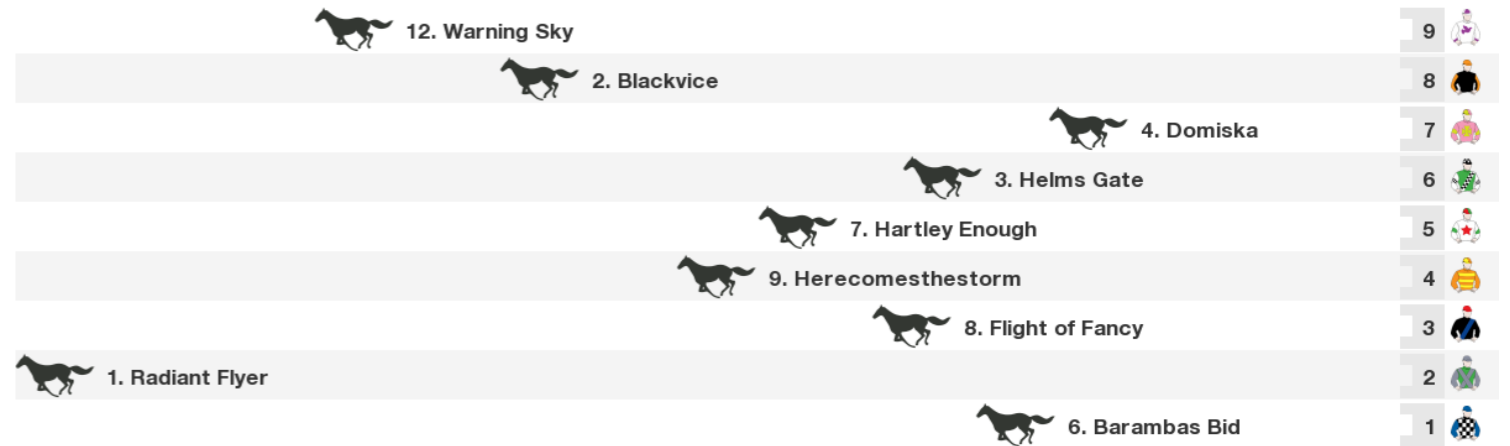 12. Warning Sky 9
2. Blackvice 8
4. Domiska 7
3. Helms Gate 6
7. Hartley Enough 5
9. Herecomesthestorm 4
8. Flight of Fancy 3
1. Radiant Flyer 2
6. Barambas Bid 1